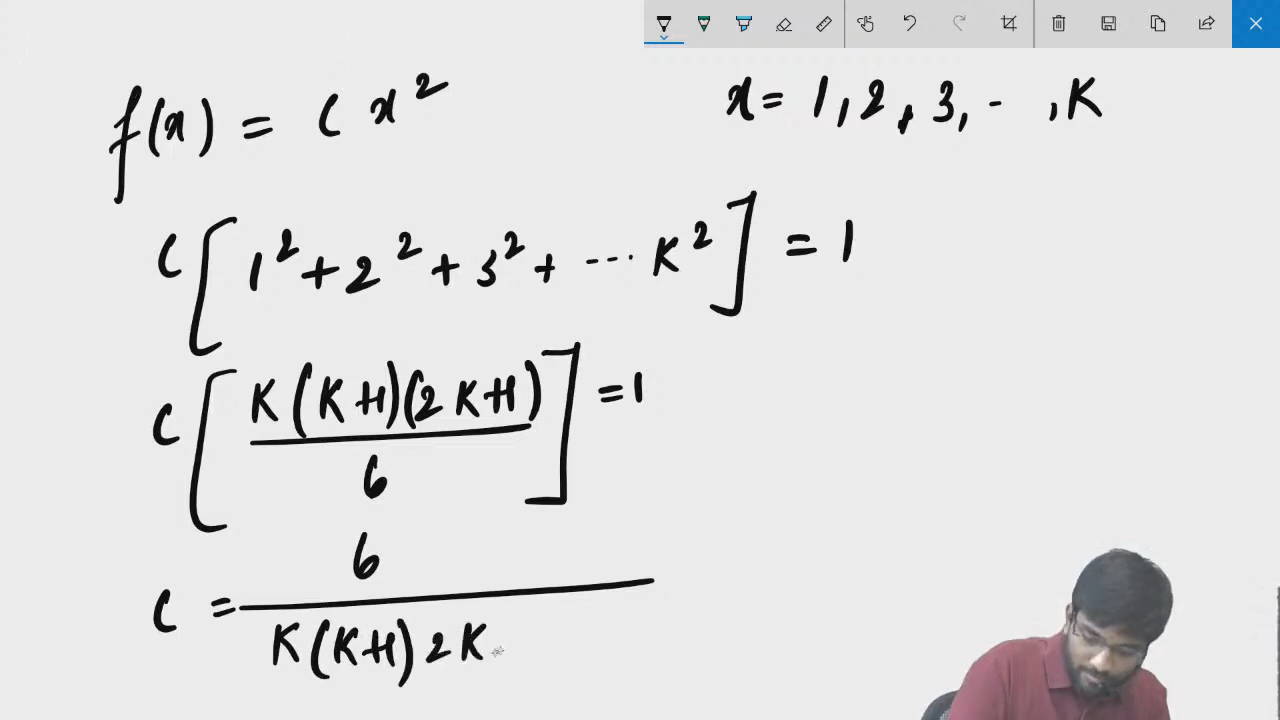 f(x) = C x² x = 1, 2, 3, - , K
C [ 1² + 2² + 3² + ... K² ] = 1
C [ K(K+1)(2K+1) / 6 ] = 1
C = 6 / K(K+1) 2K